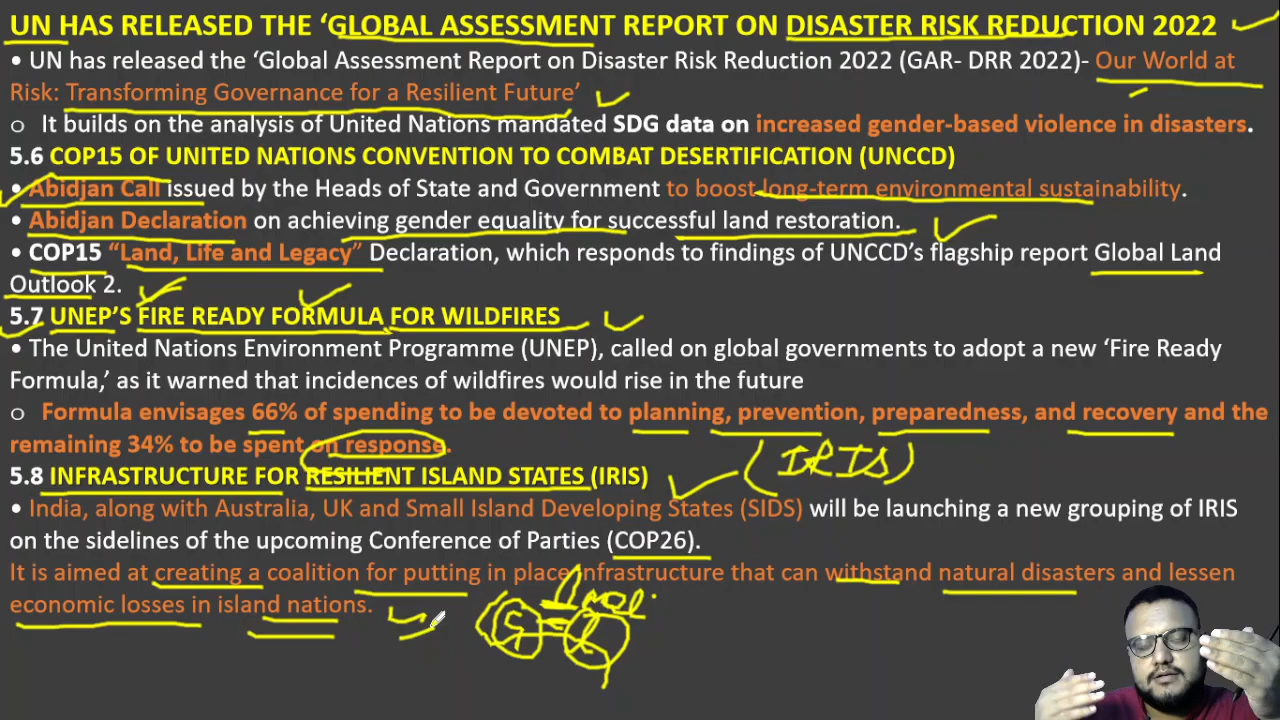 UN HAS RELEASED THE ‘GLOBAL ASSESSMENT REPORT ON DISASTER RISK REDUCTION 2022
• UN has released the ‘Global Assessment Report on Disaster Risk Reduction 2022 (GAR- DRR 2022)- Our World at
Risk: Transforming Governance for a Resilient Future’
o It builds on the analysis of United Nations mandated SDG data on increased gender-based violence in disasters.
5.6 COP15 OF UNITED NATIONS CONVENTION TO COMBAT DESERTIFICATION (UNCCD)
• Abidjan Call issued by the Heads of State and Government to boost long-term environmental sustainability.
• Abidjan Declaration on achieving gender equality for successful land restoration.
• COP15 “Land, Life and Legacy” Declaration, which responds to findings of UNCCD’s flagship report Global Land
Outlook 2.
5.7 UNEP’S FIRE READY FORMULA FOR WILDFIRES
• The United Nations Environment Programme (UNEP), called on global governments to adopt a new ‘Fire Ready
Formula,’ as it warned that incidences of wildfires would rise in the future
o Formula envisages 66% of spending to be devoted to planning, prevention, preparedness, and recovery and the
remaining 34% to be spent on response.
(IRIS)
5.8 INFRASTRUCTURE FOR RESILIENT ISLAND STATES (IRIS)
• India, along with Australia, UK and Small Island Developing States (SIDS) will be launching a new grouping of IRIS
on the sidelines of the upcoming Conference of Parties (COP26).
It is aimed at creating a coalition for putting in place infrastructure that can withstand natural disasters and lessen
economic losses in island nations.